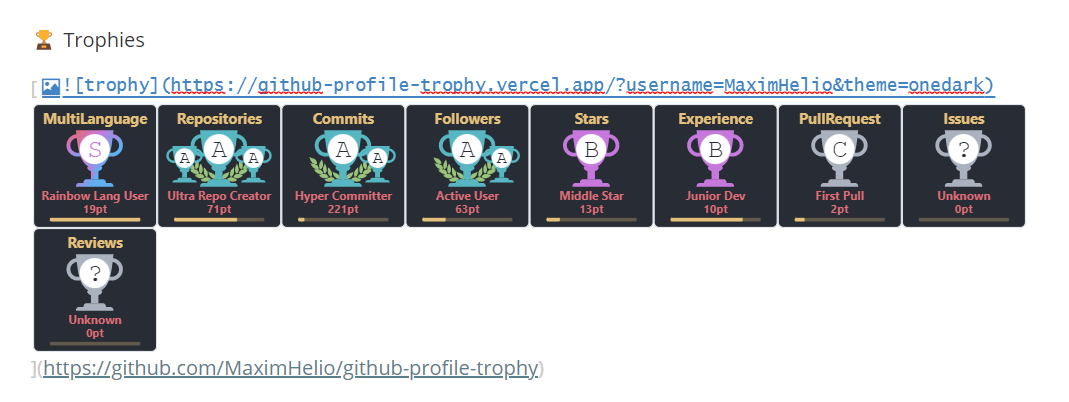 🏆 Trophies
[![trophy](https://github-profile-trophy.vercel.app/?username=MaximHelio&theme=onedark)
MultiLanguage Repositories Commits Followers Stars Experience PullRequest Issues
S A A A A A A A B B C ?
Rainbow Lang User Ultra Repo Creator Hyper Committer Active User Middle Star Junior Dev First Pull Unknown
19pt 71pt 221pt 63pt 13pt 10pt 2pt 0pt
Reviews
?
Unknown
0pt
](https://github.com/MaximHelio/github-profile-trophy)